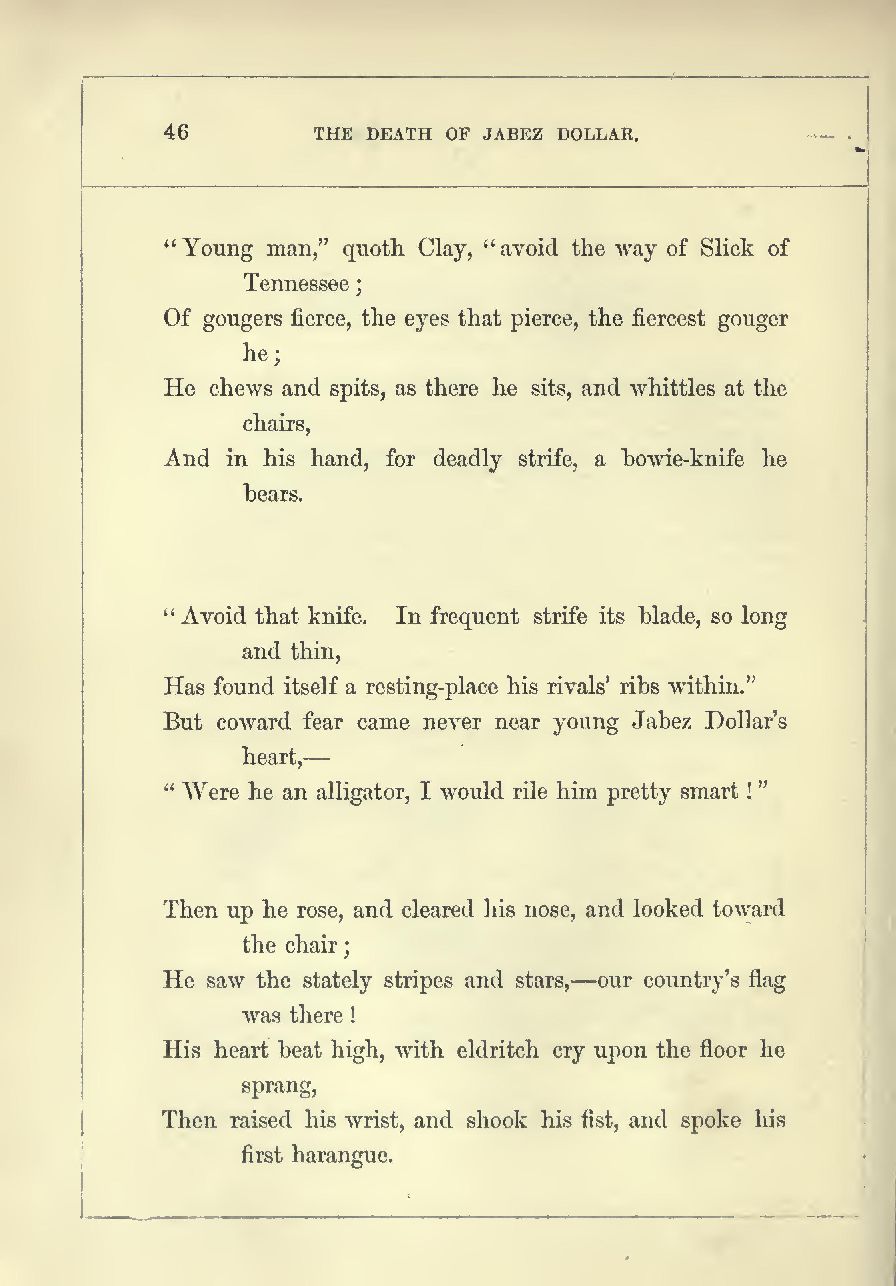 46 THE DEATH OF JABEZ DOLLAR.
“Young man,” quoth Clay, “avoid the way of Slick of
Tennessee;
Of gougers fierce, the eyes that pierce, the fiercest gouger
he;
He chews and spits, as there he sits, and whittles at the
chairs,
And in his hand, for deadly strife, a bowie-knife he
bears.
“Avoid that knife. In frequent strife its blade, so long
and thin,
Has found itself a resting-place his rivals’ ribs within.”
But coward fear came never near young Jabez Dollar’s
heart,—
“Were he an alligator, I would rile him pretty smart!”
Then up he rose, and cleared his nose, and looked toward
the chair;
He saw the stately stripes and stars,—our country’s flag
was there!
His heart beat high, with eldritch cry upon the floor he
sprang,
Then raised his wrist, and shook his fist, and spoke his
first harangue.